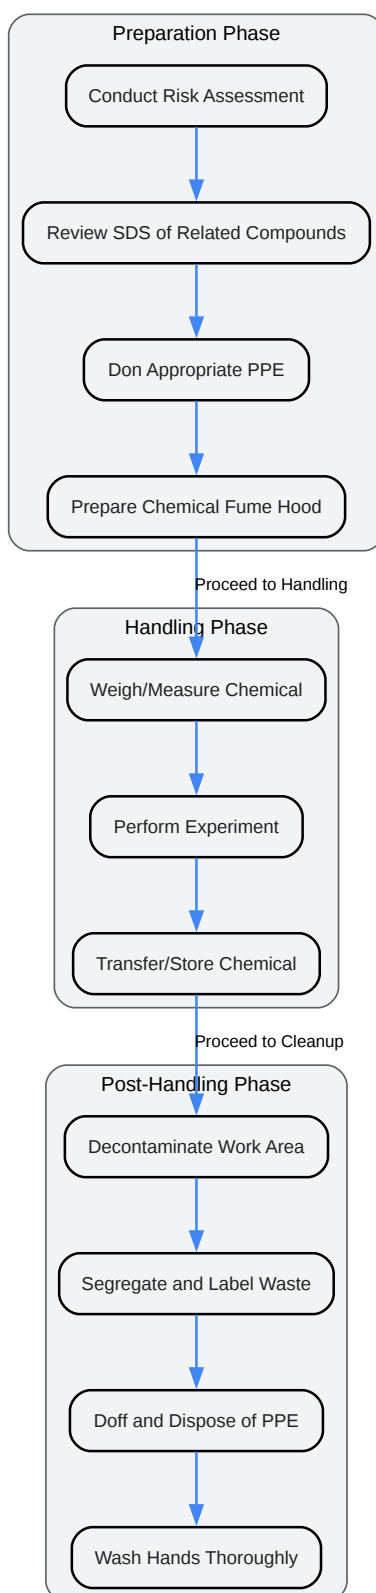 Preparation Phase
Conduct Risk Assessment
Review SDS of Related Compounds
Don Appropriate PPE
Prepare Chemical Fume Hood
Proceed to Handling
Handling Phase
Weigh/Measure Chemical
Perform Experiment
Transfer/Store Chemical
Proceed to Cleanup
Post-Handling Phase
Decontaminate Work Area
Segregate and Label Waste
Doff and Dispose of PPE
Wash Hands Thoroughly